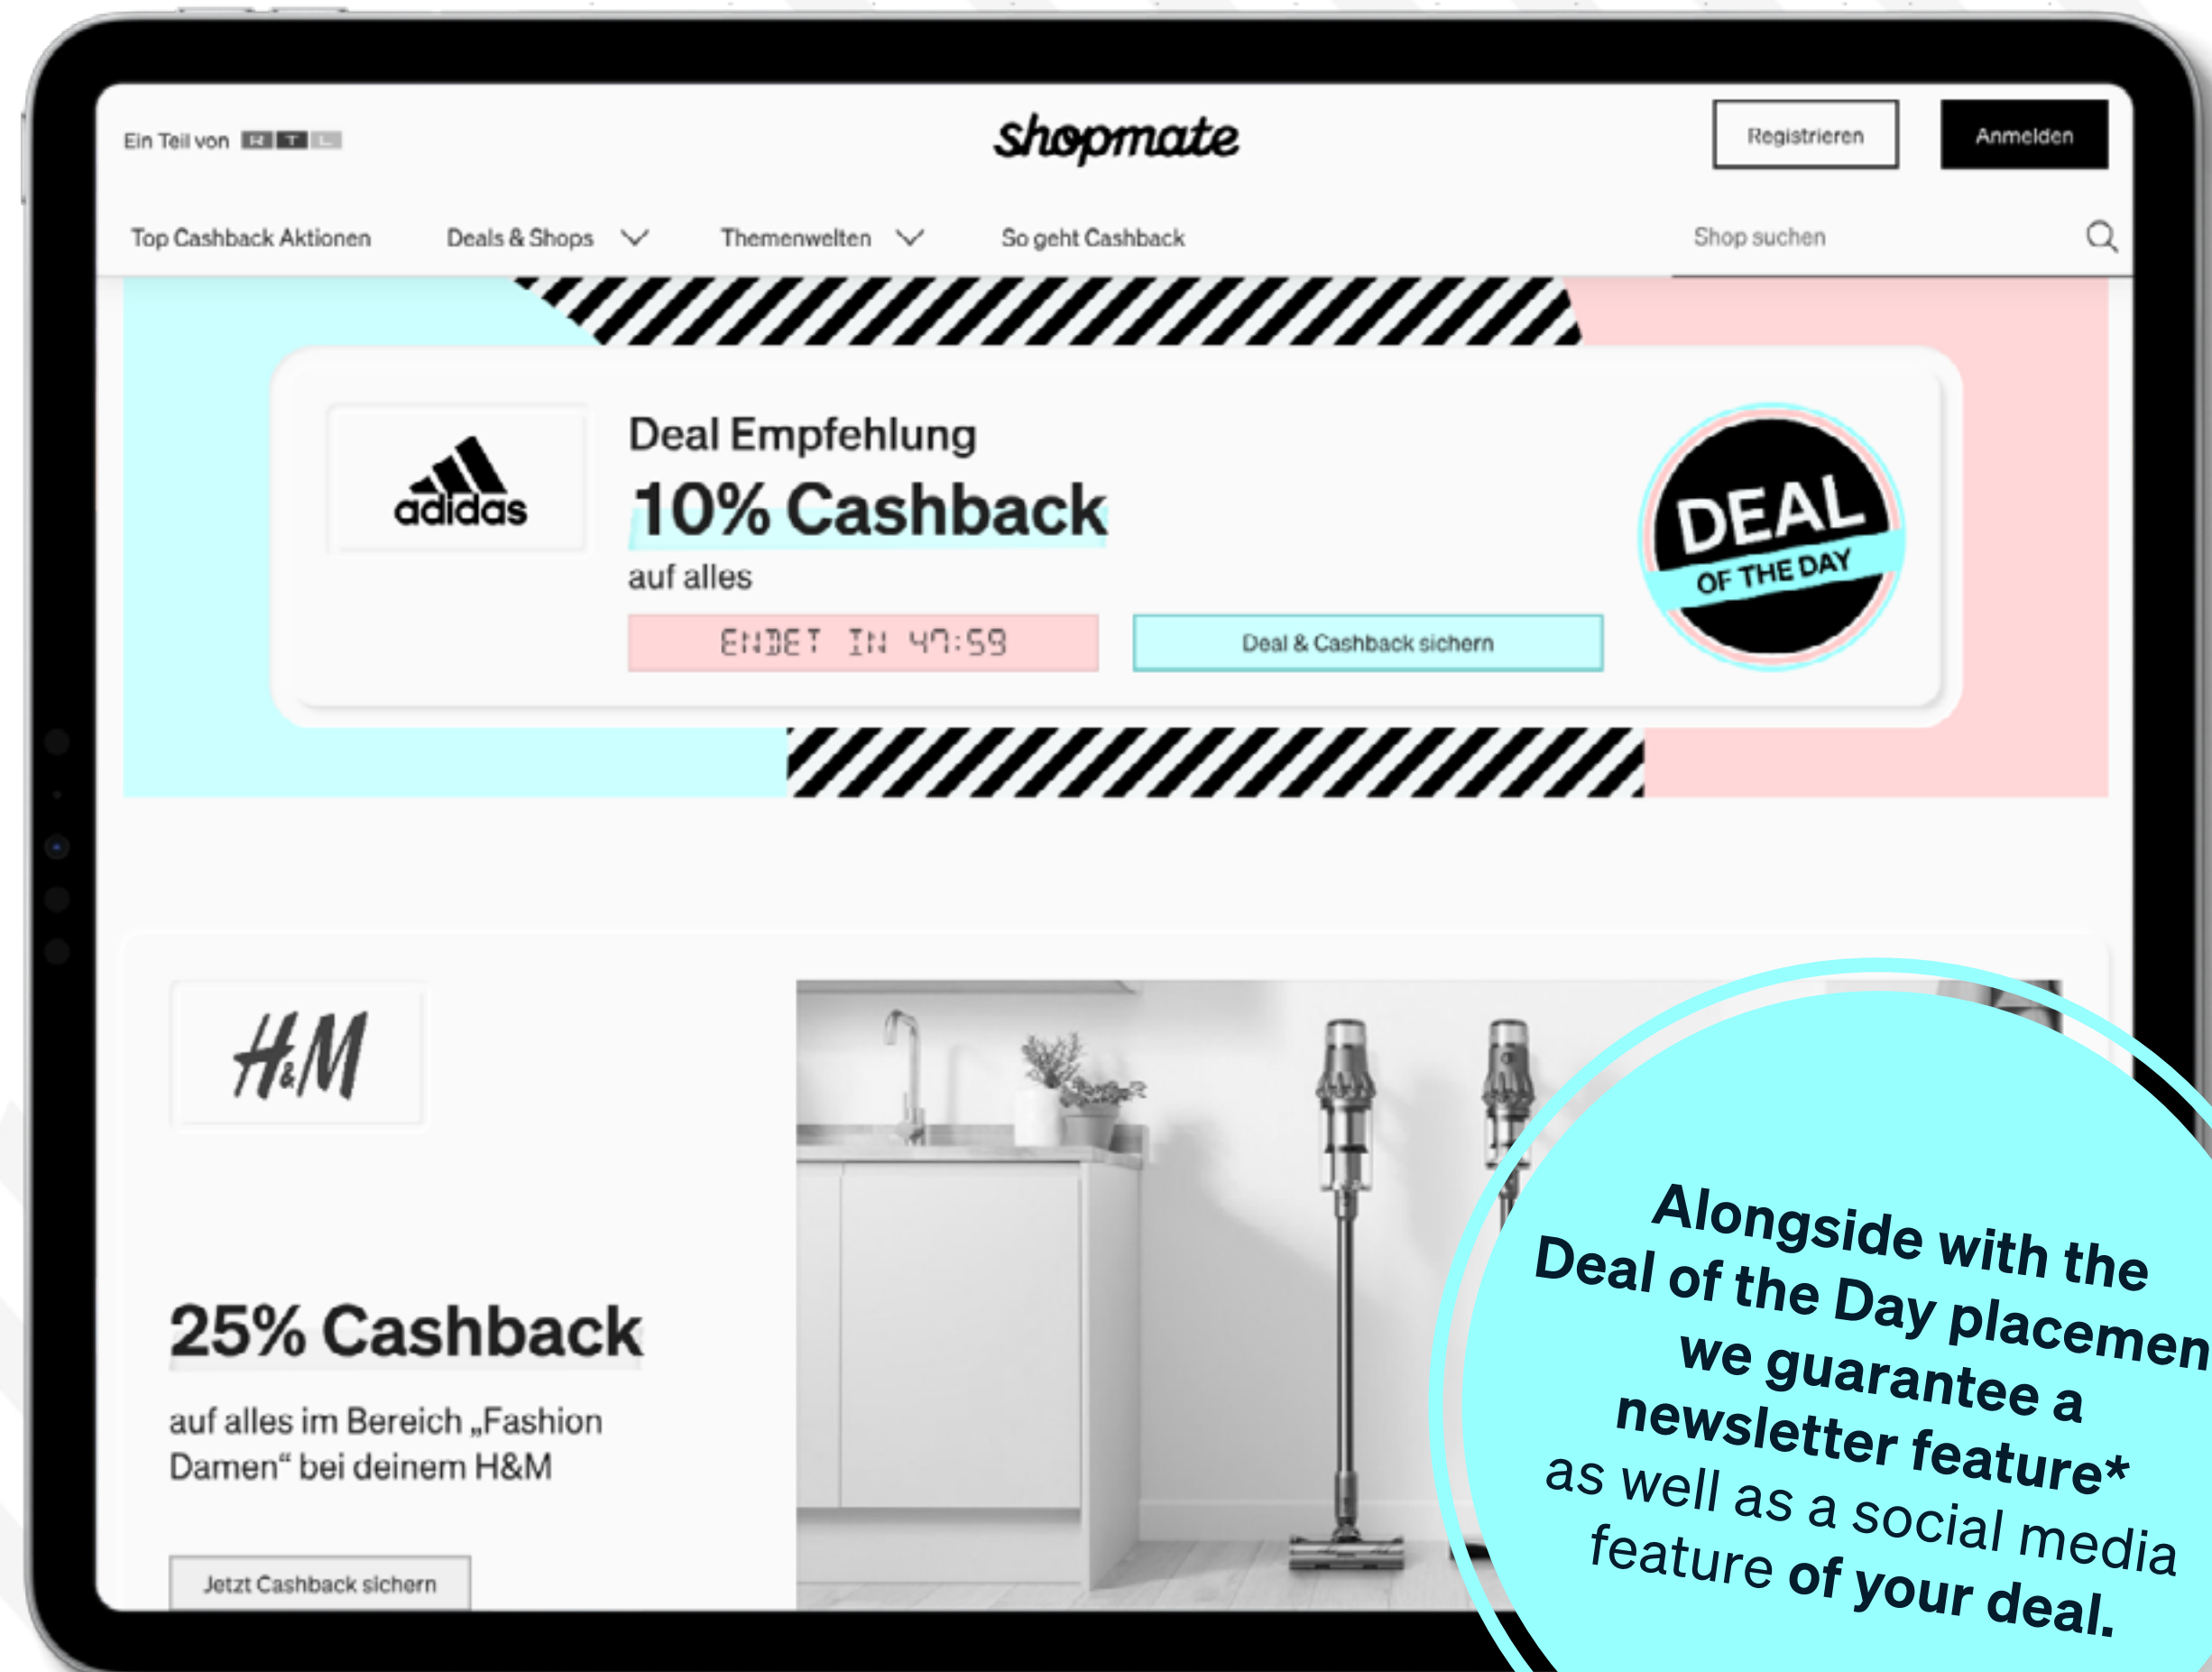 Ein Teil von RTL
shopmate
Registrieren
Anmelden
Top Cashback Aktionen
Deals & Shops
Themenwelten
So geht Cashback
Shop suchen
adidas
Deal Empfehlung
10% Cashback
auf alles
ENDET IN 47:59
Deal & Cashback sichern
DEAL
OF THE DAY
H&M
25% Cashback
auf alles im Bereich „Fashion
Damen“ bei deinem H&M
Jetzt Cashback sichern
Alongside with the
Deal of the Day placemen
we guarantee a
newsletter feature*
as well as a social media
feature of your deal.